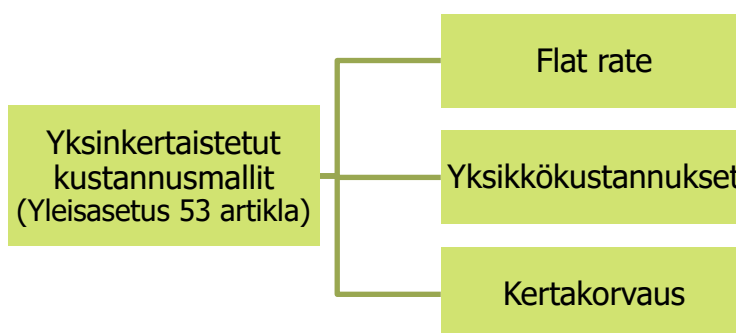 Yksinkertaistetut
kustannusmallit
(Yleisasetus 53 artikla)
Flat rate
Yksikkökustannukset
Kertakorvaus